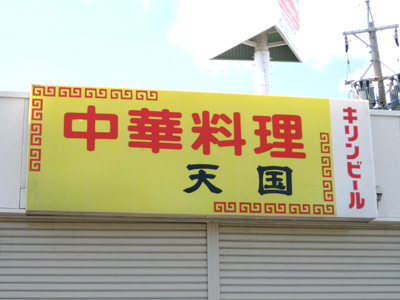 中華料理
天国
キリンビール